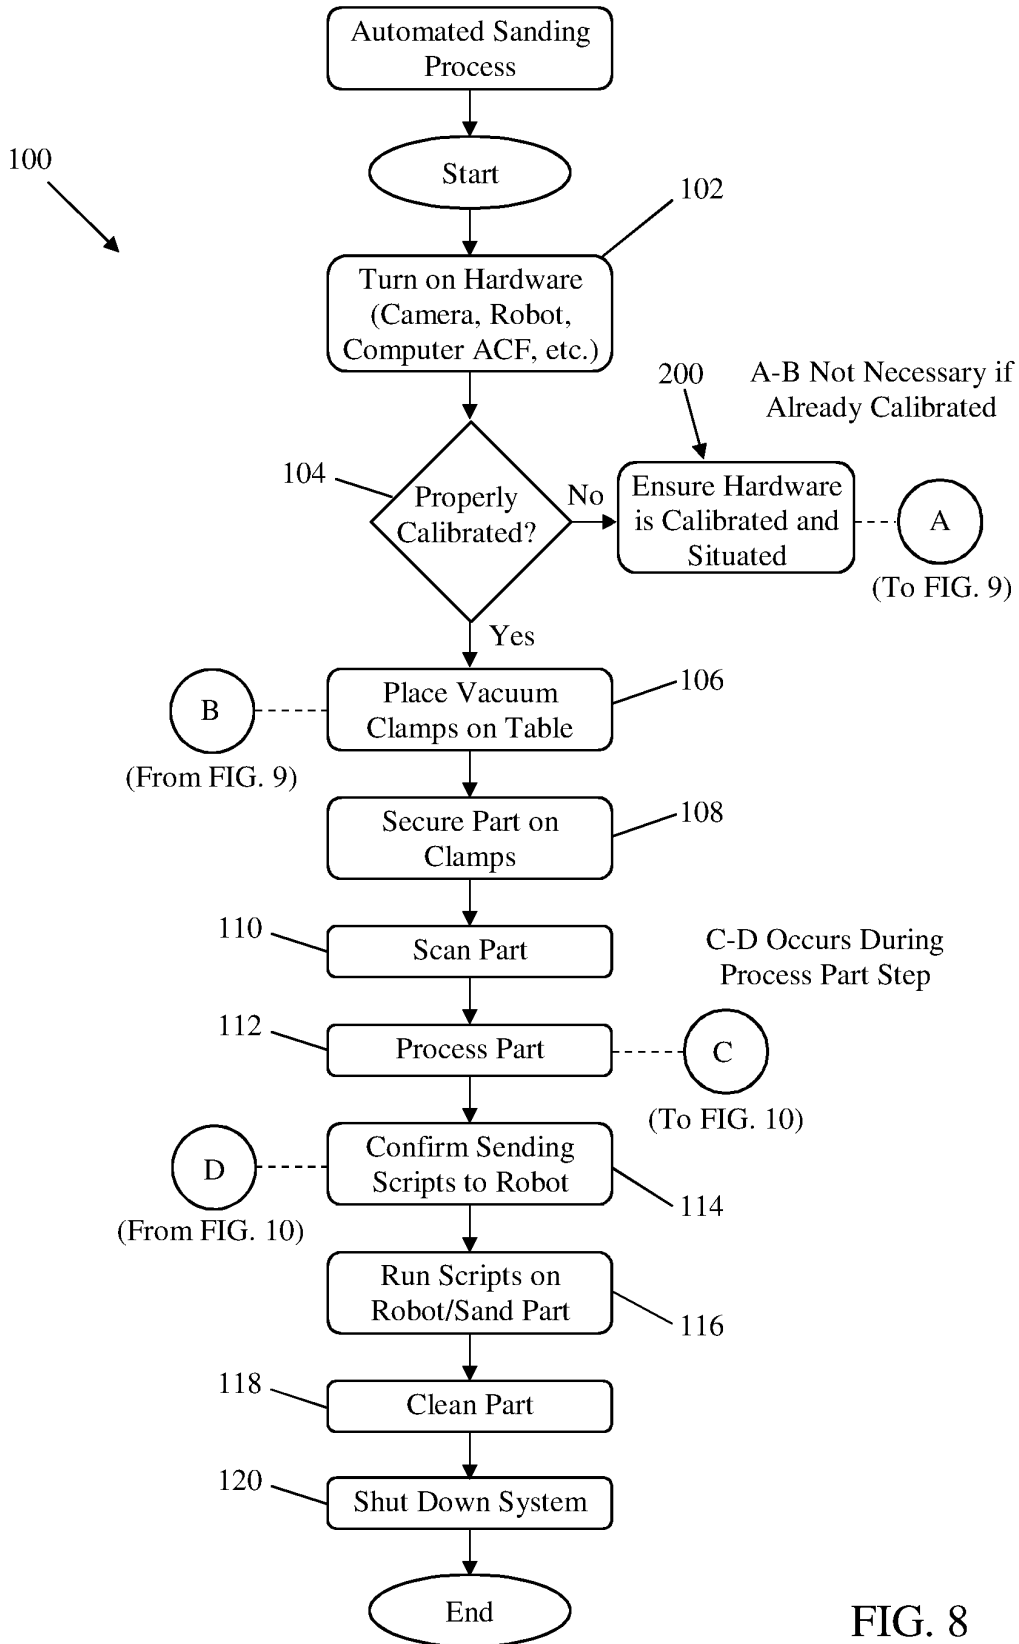 Automated Sanding
Process
Start
100
102
Turn on Hardware
(Camera, Robot,
Computer ACF, etc.)
200
A-B Not Necessary if
Already Calibrated
104
Properly
Calibrated?
No
Ensure Hardware
is Calibrated and
Situated
A
(To FIG. 9)
Yes
B
(From FIG. 9)
Place Vacuum
Clamps on Table
106
Secure Part on
Clamps
108
110
Scan Part
C-D Occurs During
Process Part Step
112
Process Part
C
(To FIG. 10)
D
(From FIG. 10)
Confirm Sending
Scripts to Robot
114
Run Scripts on
Robot/Sand Part
116
118
Clean Part
120
Shut Down System
End
FIG. 8